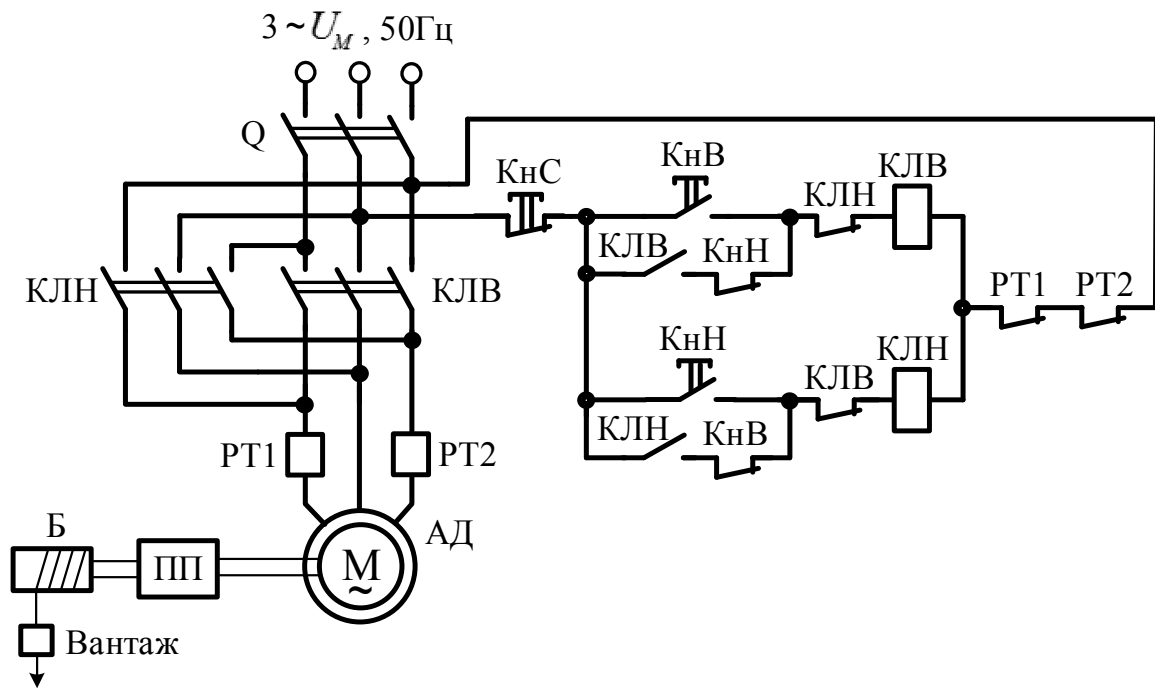 3 ~ U_M , 50Гц
Q
КнС
КнВ
КЛН
КЛВ
КЛВ
КнН
КЛН
КЛВ
РТ1
РТ2
КнН
КЛВ
КЛН
КЛН
КнВ
РТ1
РТ2
АД
Б
ПП
М
~
Вантаж